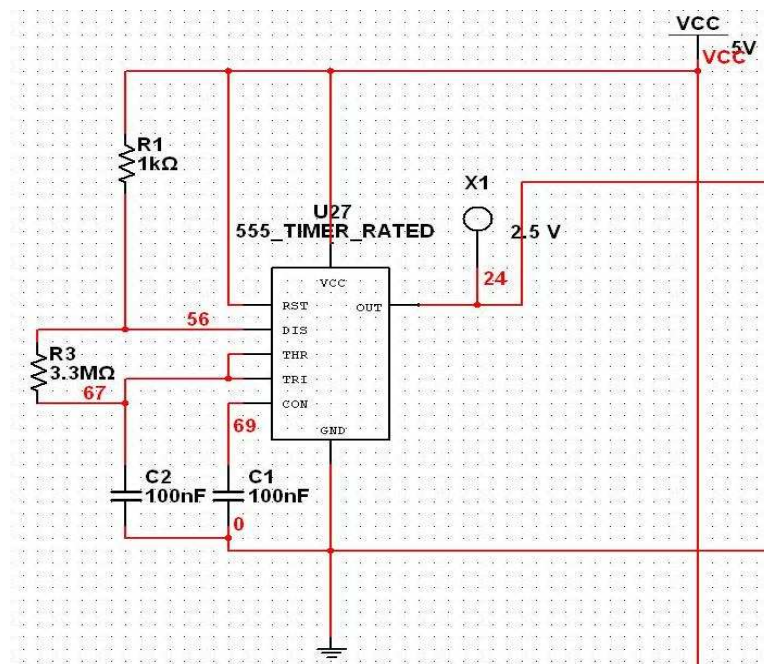 VCC
5V
VCC
R1
1kΩ
X1
U27
555_TIMER_RATED
2.5 V
VCC
24
RST
OUT
56
DIS
R3
3.3MΩ
THR
67
TRI
CON
69
GND
C2
100nF
C1
100nF
0